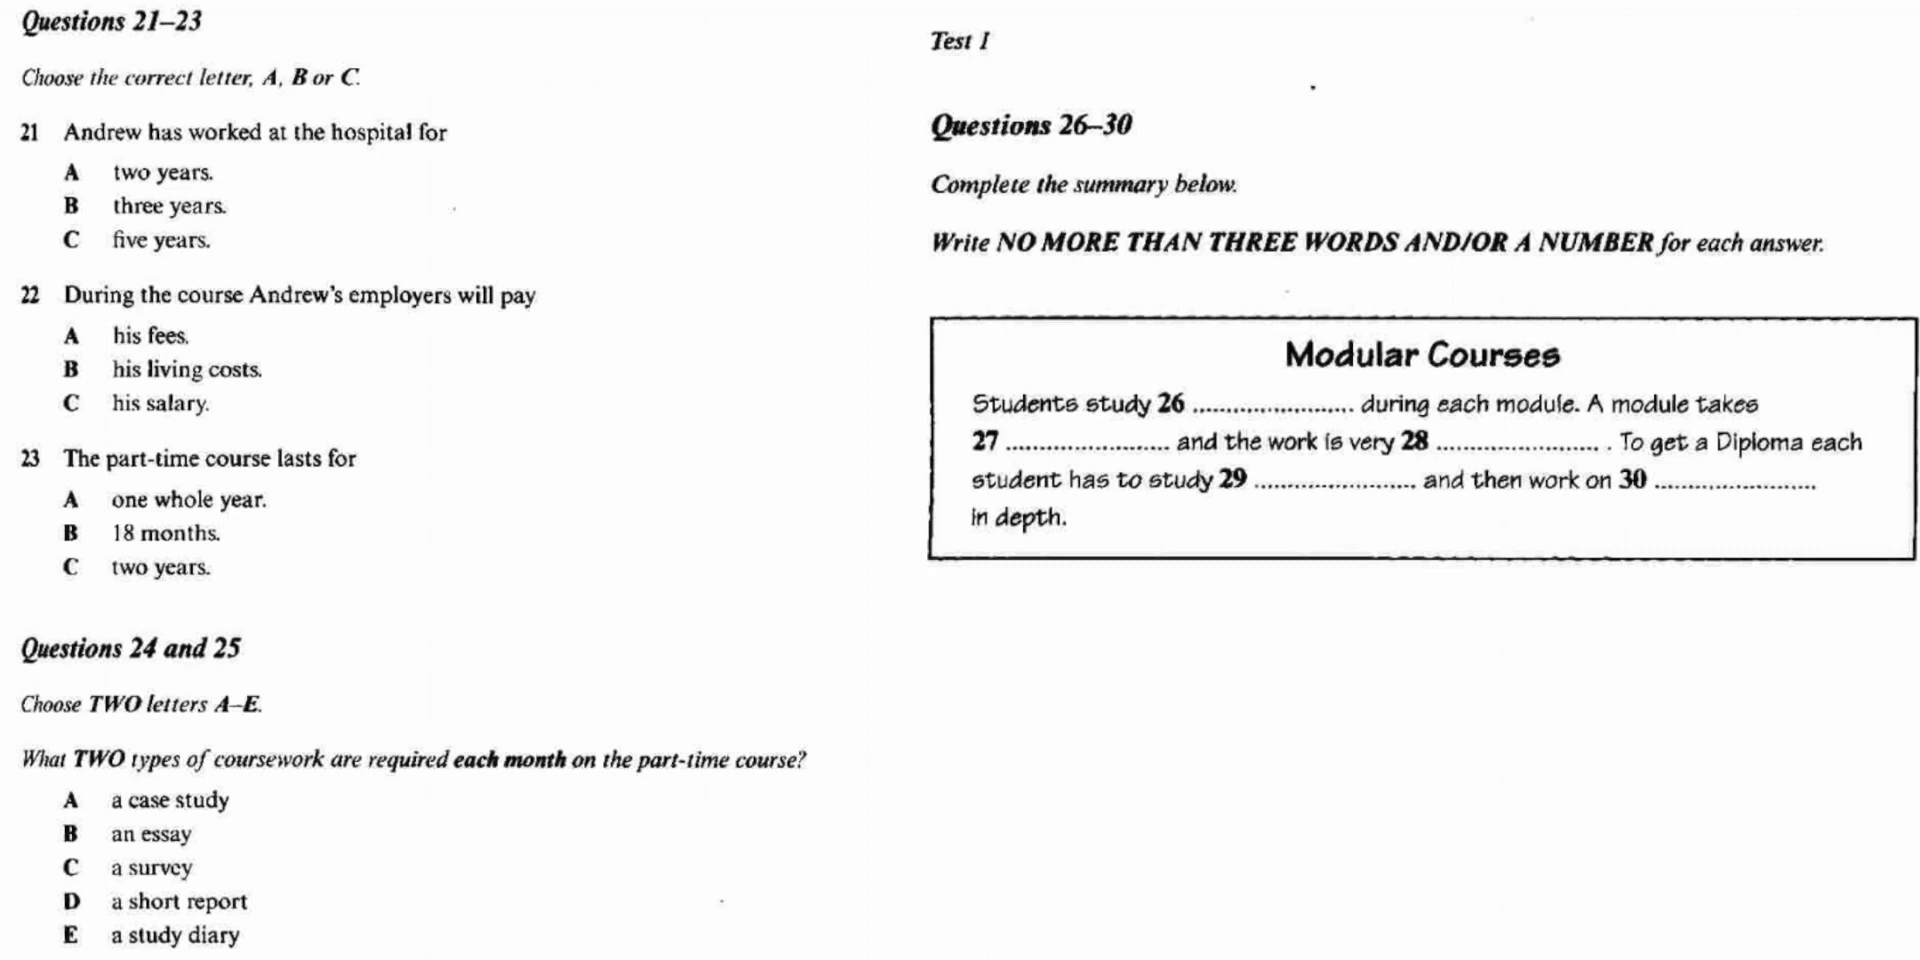 Questions 21–23
Choose the correct letter, A, B or C.
21 Andrew has worked at the hospital for
A two years.
B three years.
C five years.
22 During the course Andrew's employers will pay
A his fees.
B his living costs.
C his salary.
23 The part-time course lasts for
A one whole year.
B 18 months.
C two years.
Questions 24 and 25
Choose TWO letters A–E.
What TWO types of coursework are required each month on the part-time course?
A a case study
B an essay
C a survey
D a short report
E a study diary
Test 1
Questions 26–30
Complete the summary below.
Write NO MORE THAN THREE WORDS AND/OR A NUMBER for each answer.
Modular Courses
Students study 26 ........................ during each module. A module takes
27 ........................ and the work is very 28 ........................ . To get a Diploma each
student has to study 29 ........................ and then work on 30 ........................
in depth.